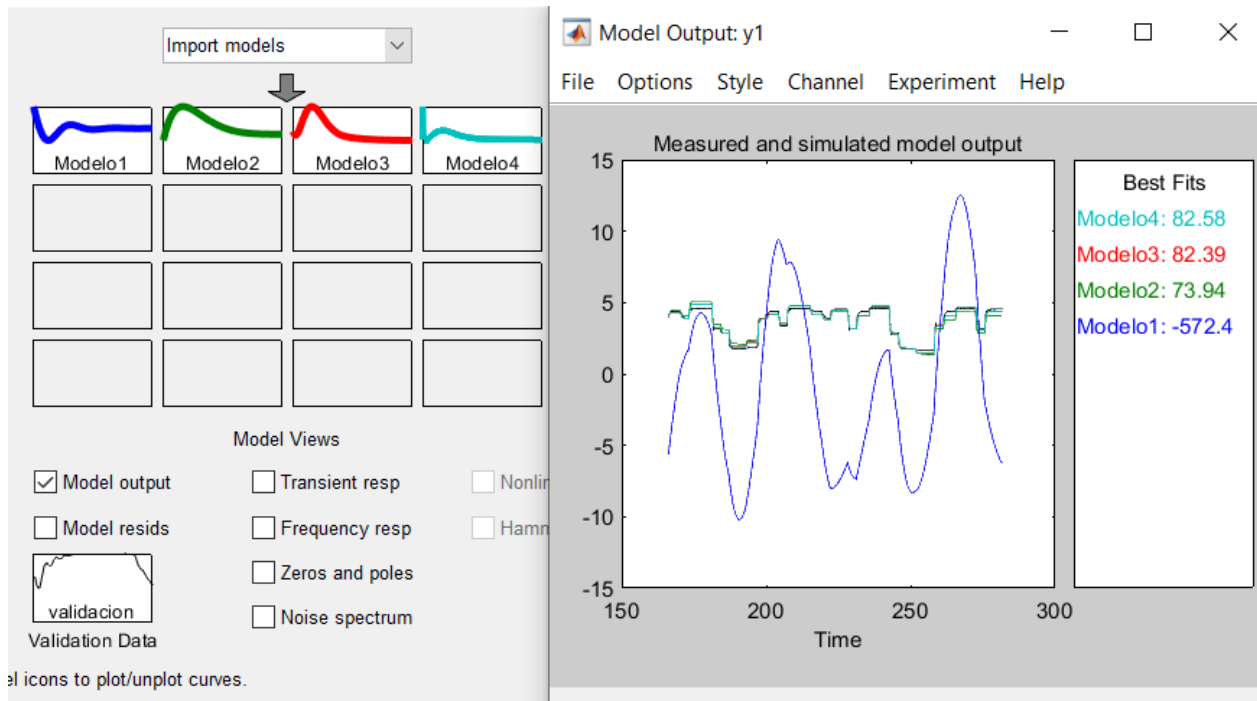 Import models
Modelo1
Modelo2
Modelo3
Modelo4
Model Views
Model output
Transient resp
Nonlin
Model resids
Frequency resp
Hamm
Zeros and poles
Noise spectrum
validacion
Validation Data
el icons to plot/unplot curves.
Model Output: y1
File Options Style Channel Experiment Help
Measured and simulated model output
15
10
5
0
-5
-10
-15
150 200 250 300
Time
Best Fits
Modelo4: 82.58
Modelo3: 82.39
Modelo2: 73.94
Modelo1: -572.4